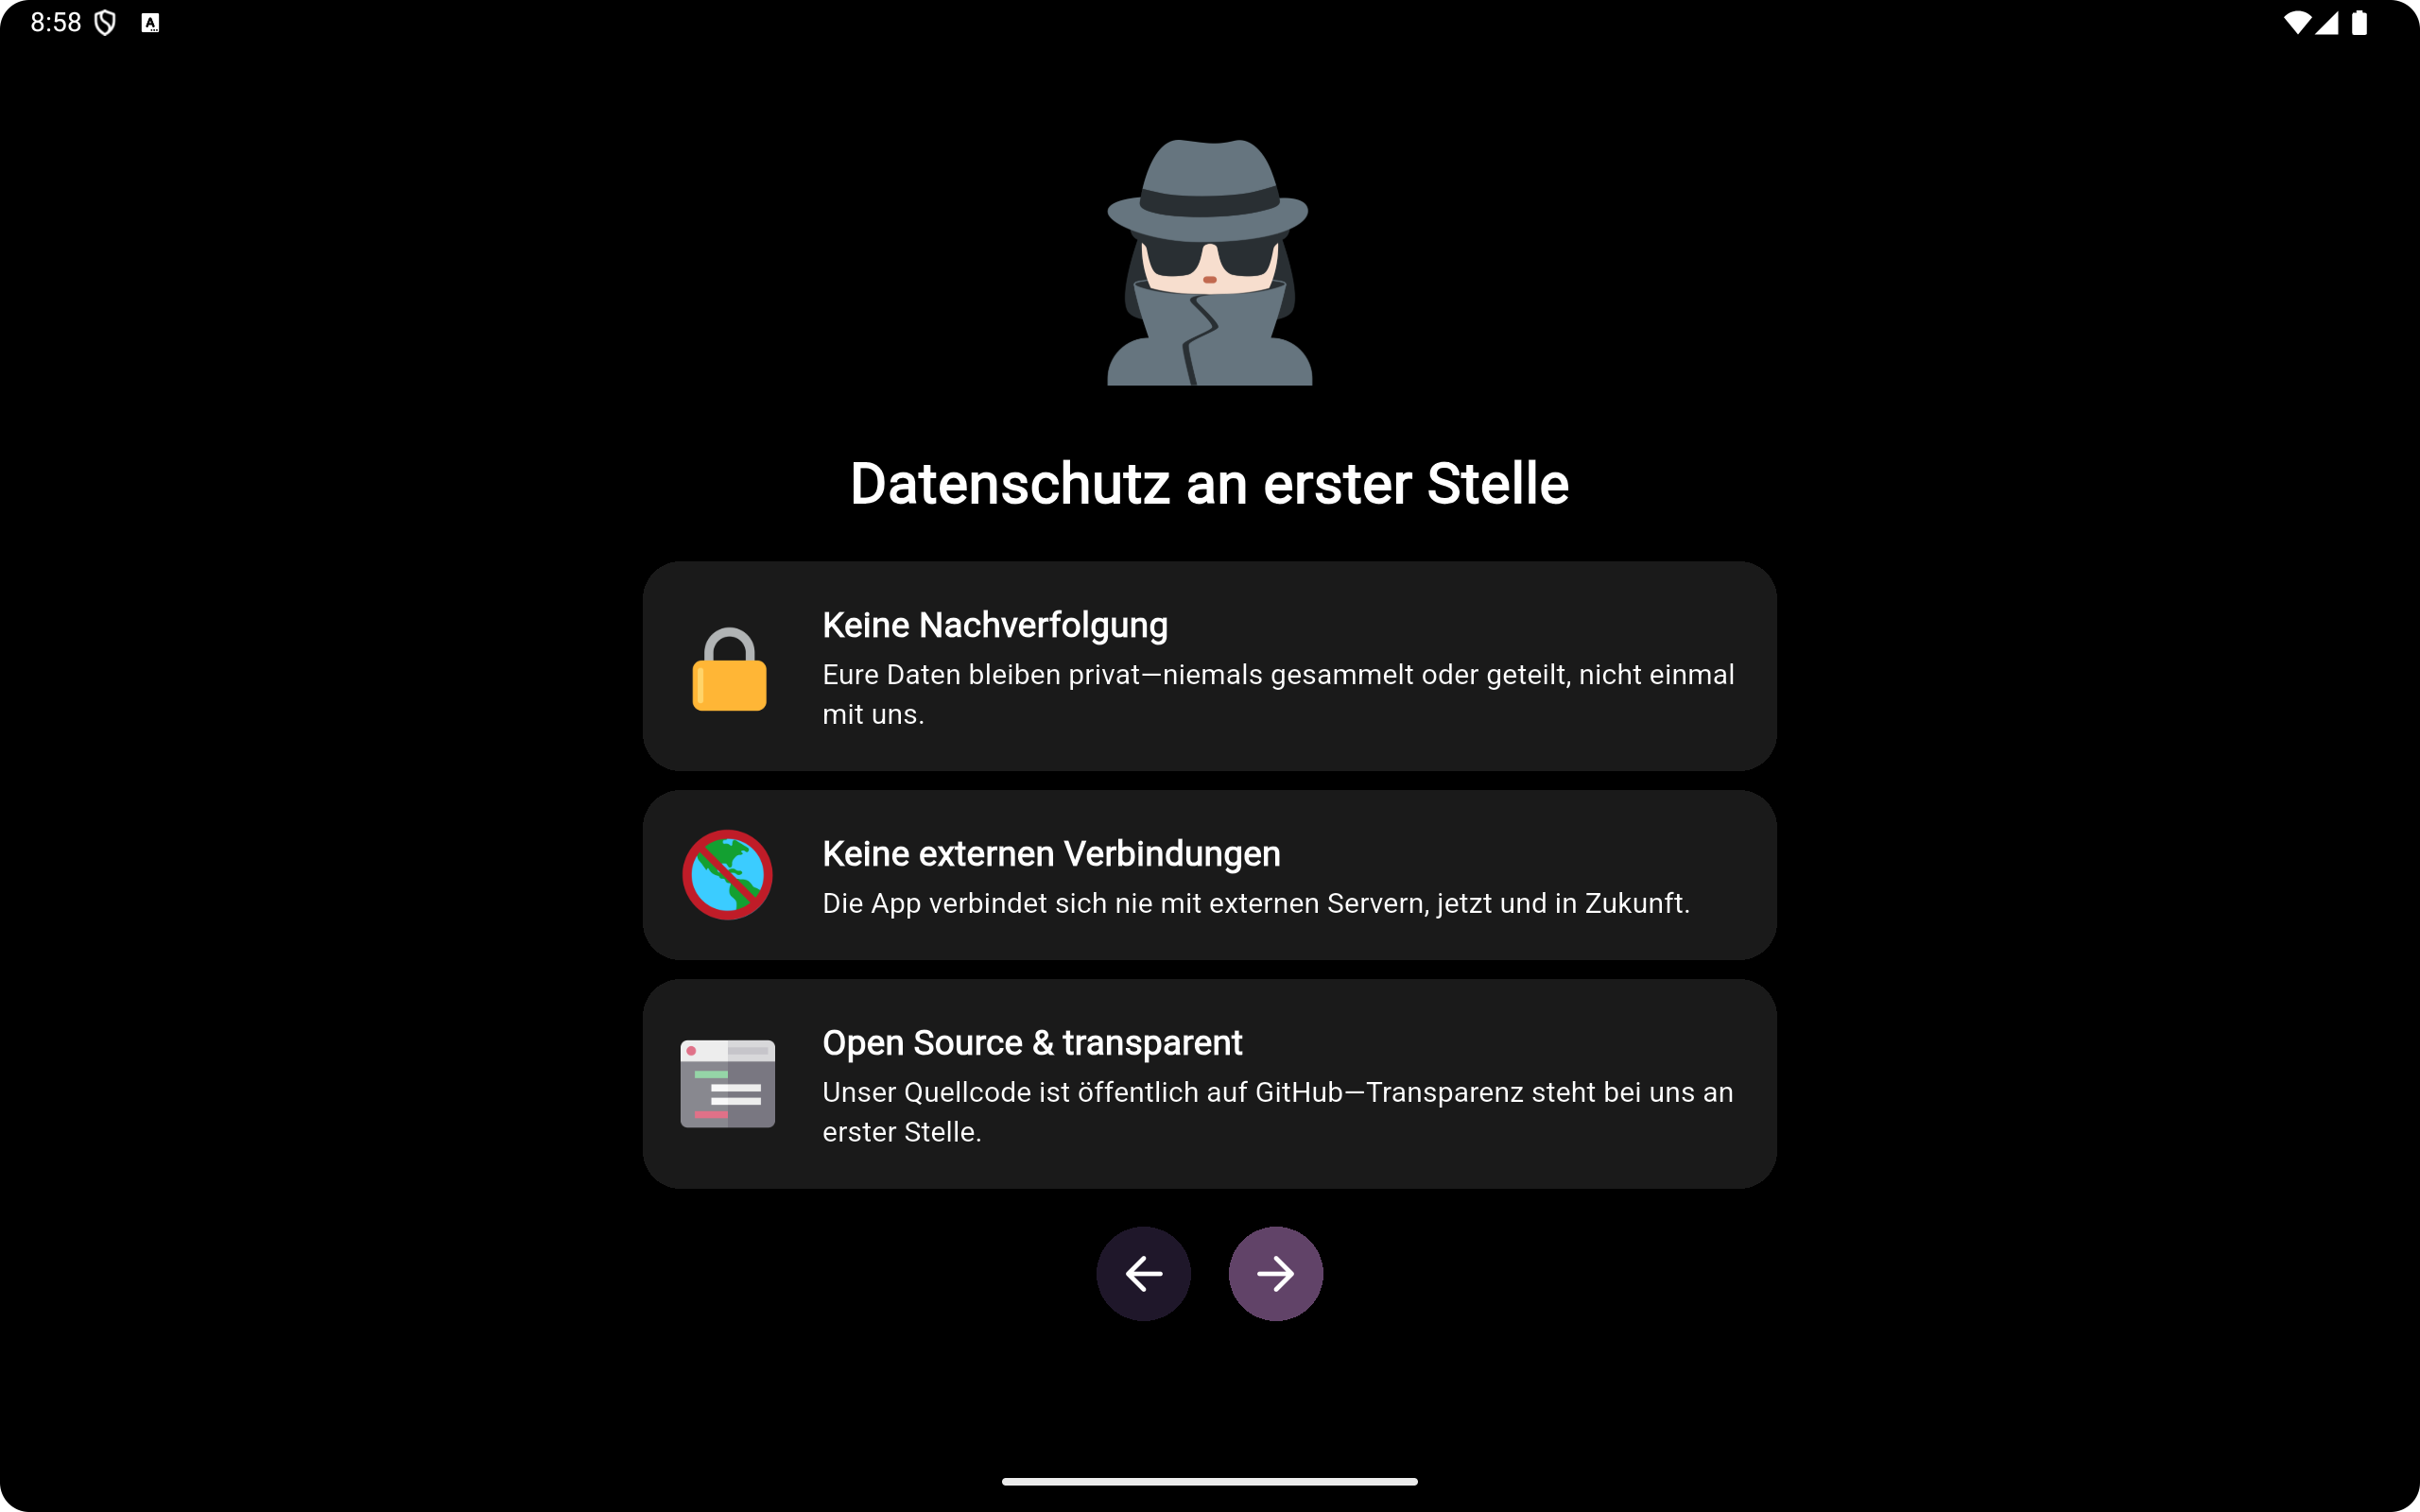 8:58
Datenschutz an erster Stelle
Keine Nachverfolgung
Eure Daten bleiben privat—niemals gesammelt oder geteilt, nicht einmal
mit uns.
Keine externen Verbindungen
Die App verbindet sich nie mit externen Servern, jetzt und in Zukunft.
Open Source & transparent
Unser Quellcode ist öffentlich auf GitHub—Transparenz steht bei uns an
erster Stelle.